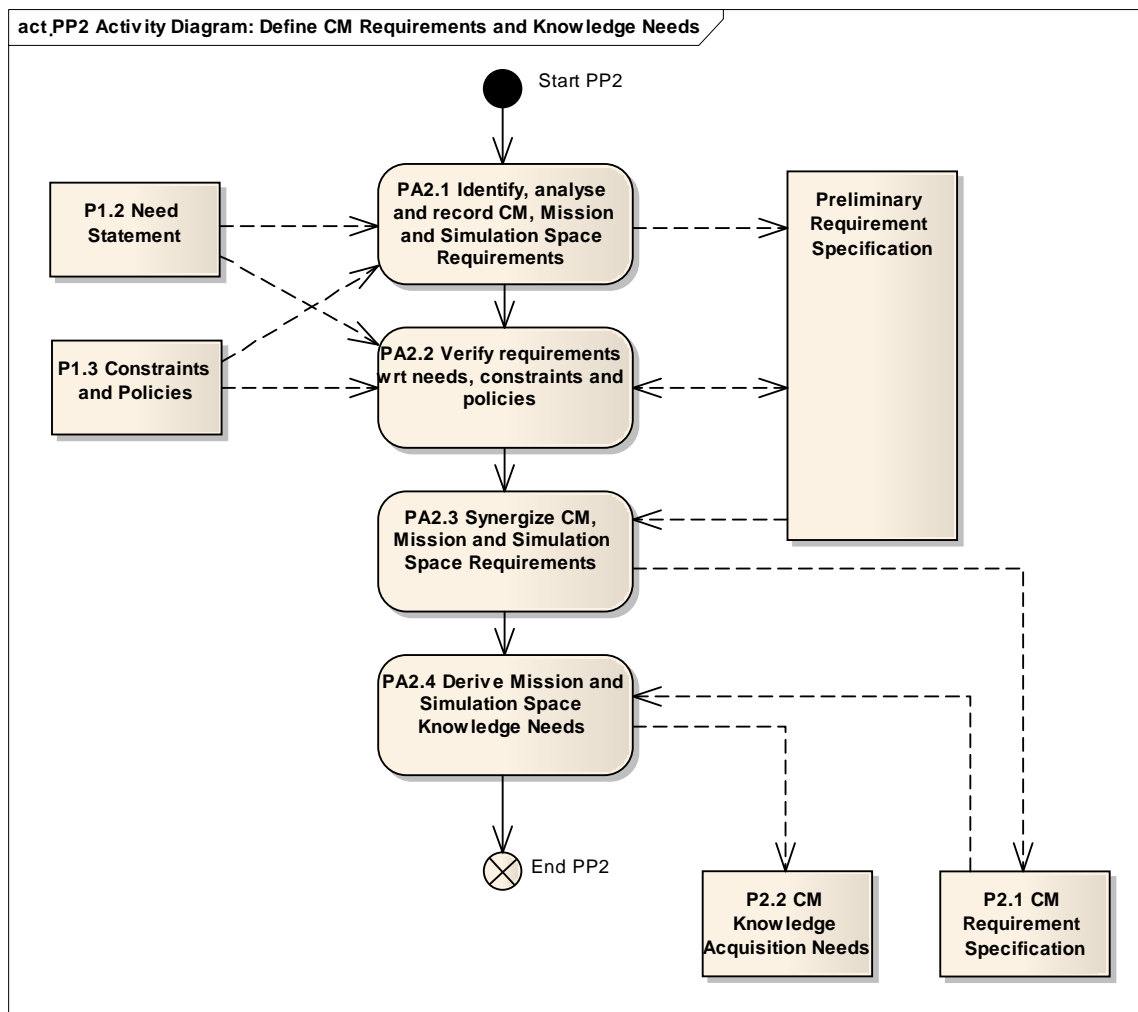 act PP2 Activity Diagram: Define CM Requirements and Knowledge Needs
Start PP2
PA2.1 Identify, analyse
and record CM, Mission
and Simulation Space
Requirements
P1.2 Need
Statement
Preliminary
Requirement
Specification
PA2.2 Verify requirements
wrt needs, constraints and
policies
P1.3 Constraints
and Policies
PA2.3 Synergize CM,
Mission and Simulation
Space Requirements
PA2.4 Derive Mission and
Simulation Space
Knowledge Needs
End PP2
P2.2 CM
Knowledge
Acquisition Needs
P2.1 CM
Requirement
Specification